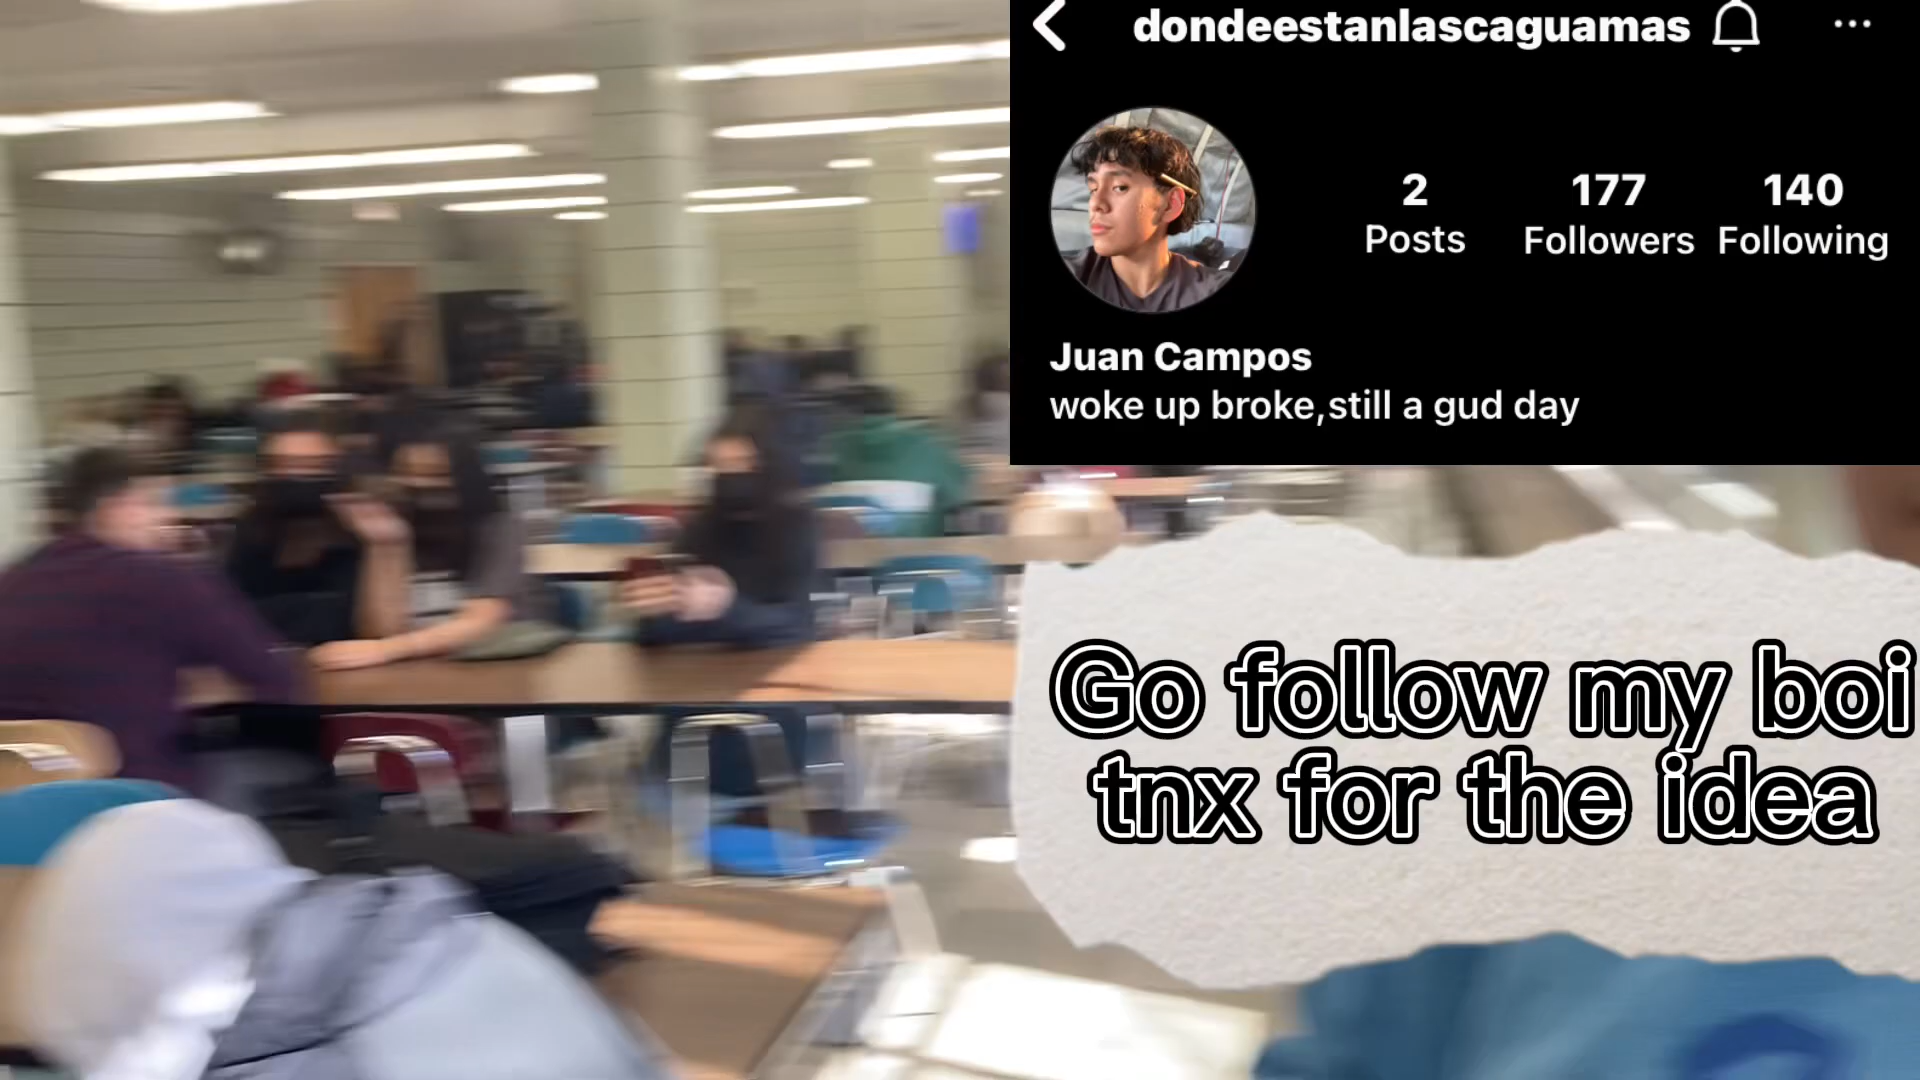 dondeestanlascaguamas
2 177 140
Posts Followers Following
Juan Campos
woke up broke,still a gud day
Go follow my boi
tnx for the idea